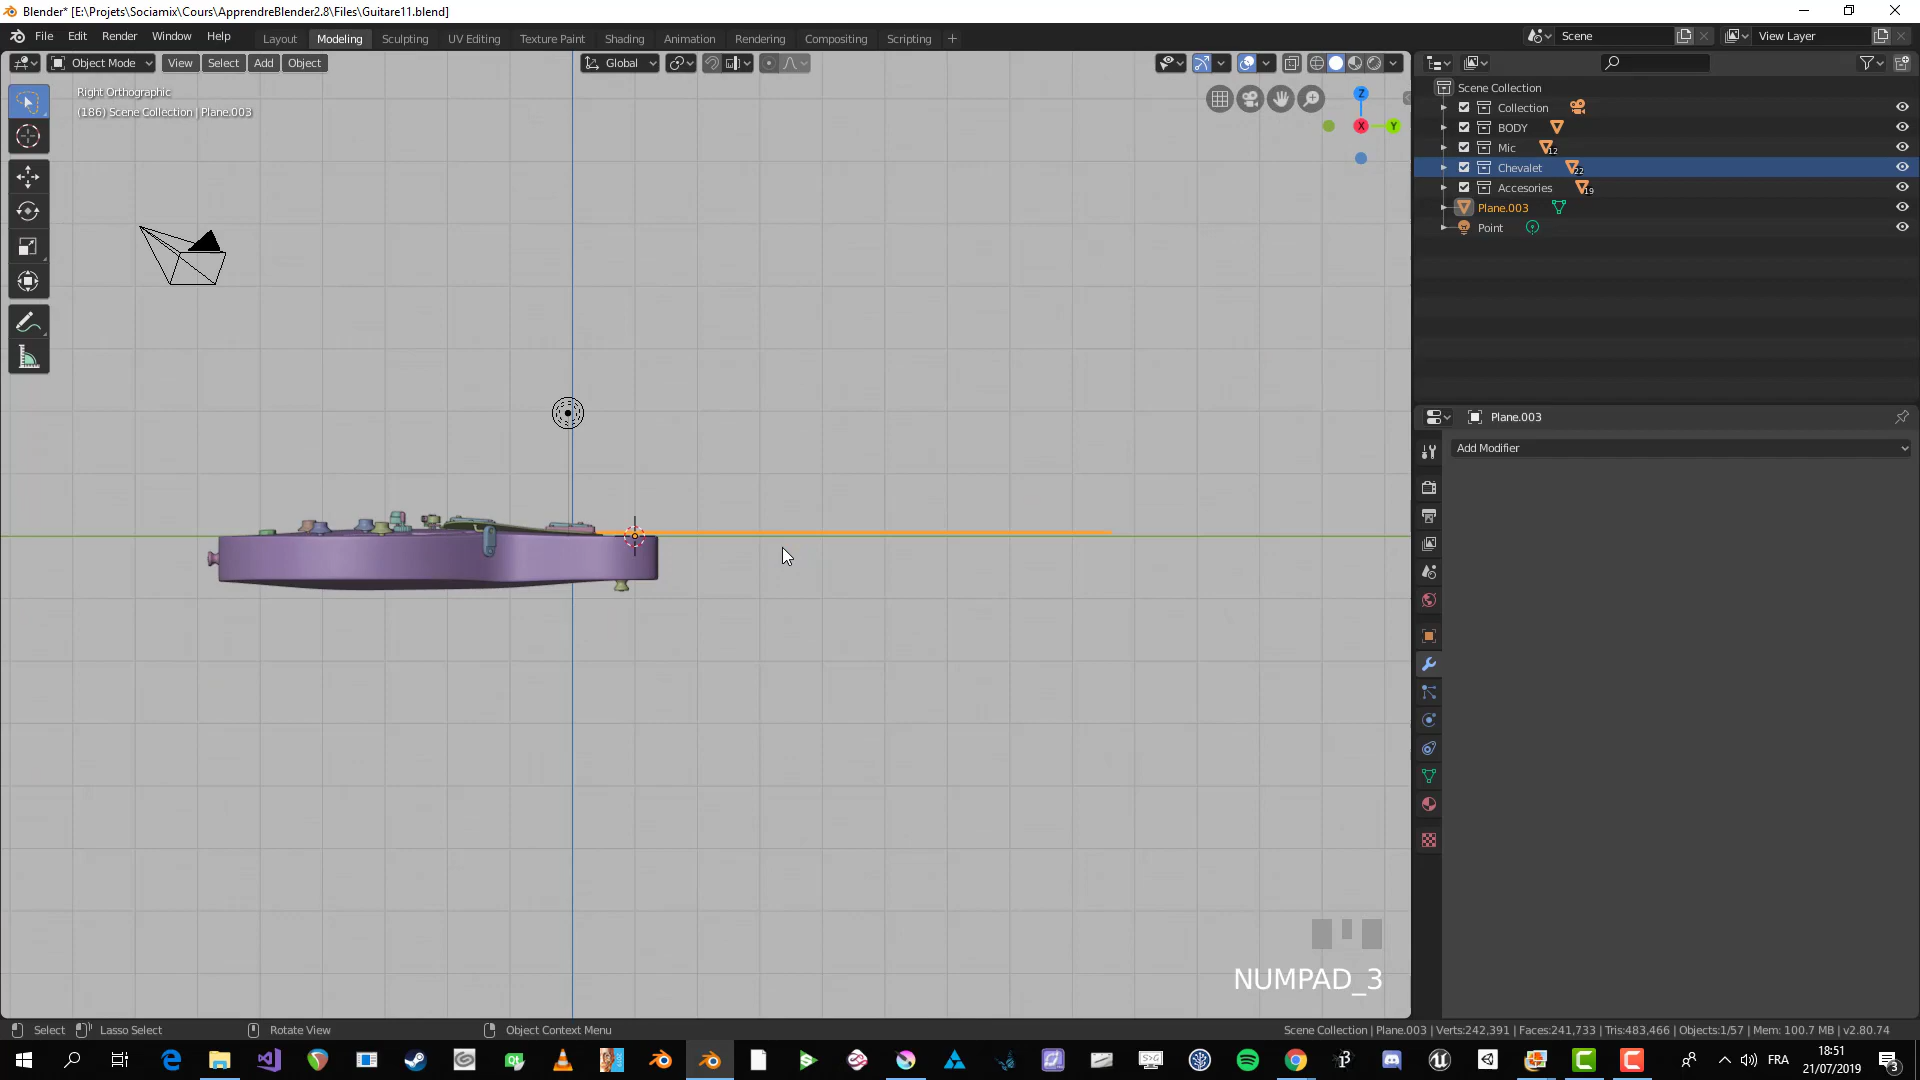 Blender* [E:\Projets\Sociamix\Cours\ApprendreBlender2.8\Files\Guitare11.blend]
File Edit Render Window Help Layout Modeling Sculpting UV Editing Texture Paint Shading Animation Rendering Compositing Scripting + Scene View Layer
Object Mode View Select Add Object Global
Right Orthographic
(186) Scene Collection | Plane.003
Z
X
Y
Scene Collection
Collection
BODY
Mic 12
Chevalet 22
Accesories 19
Plane.003
Point
Plane.003
Add Modifier
NUMPAD_3
Select Lasso Select Rotate View Object Context Menu Scene Collection | Plane.003 | Verts:242,391 | Faces:241,733 | Tris:483,466 | Objects:1/57 | Mem: 100.7 MB | v2.80.74
FRA
18:51
21/07/2019
3